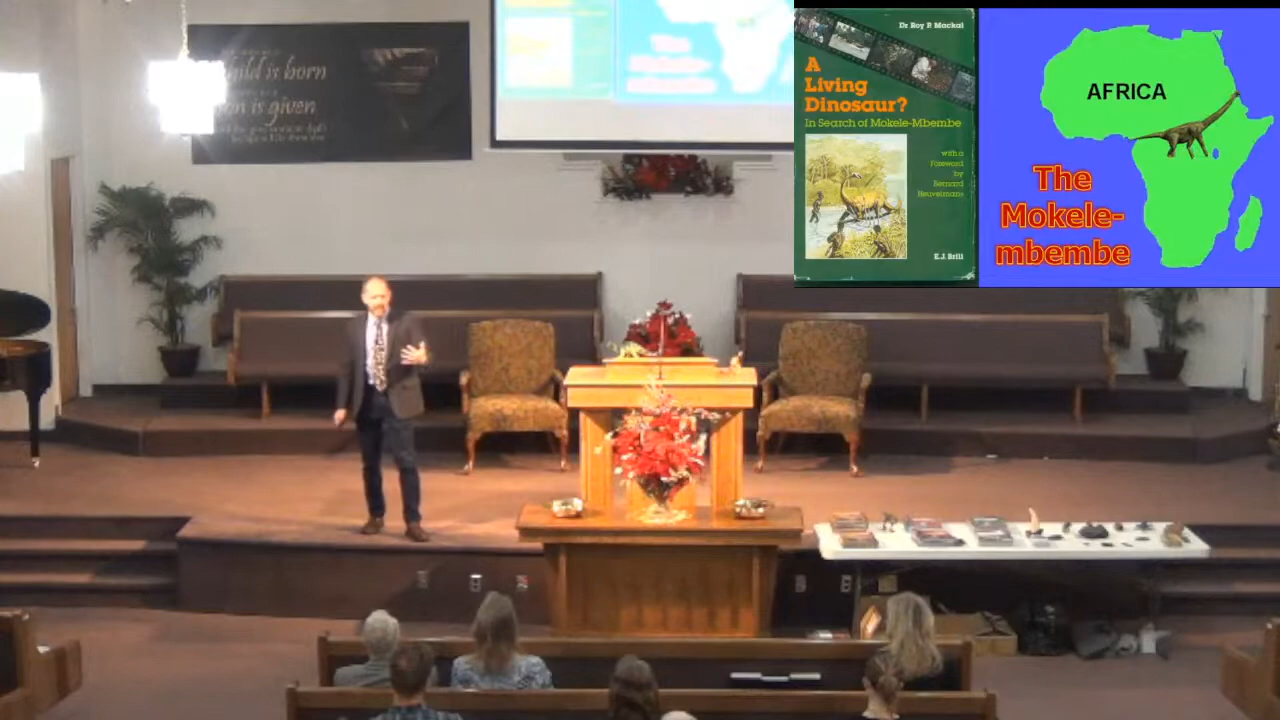 child is born
son is given
Dr Roy P. Mackal
A
Living
Dinosaur?
In Search of Mokele-Mbembe
with a
Foreword
by
Bernard
Heuvelmans
E.J. Brill
AFRICA
The
Mokele-
mbembe